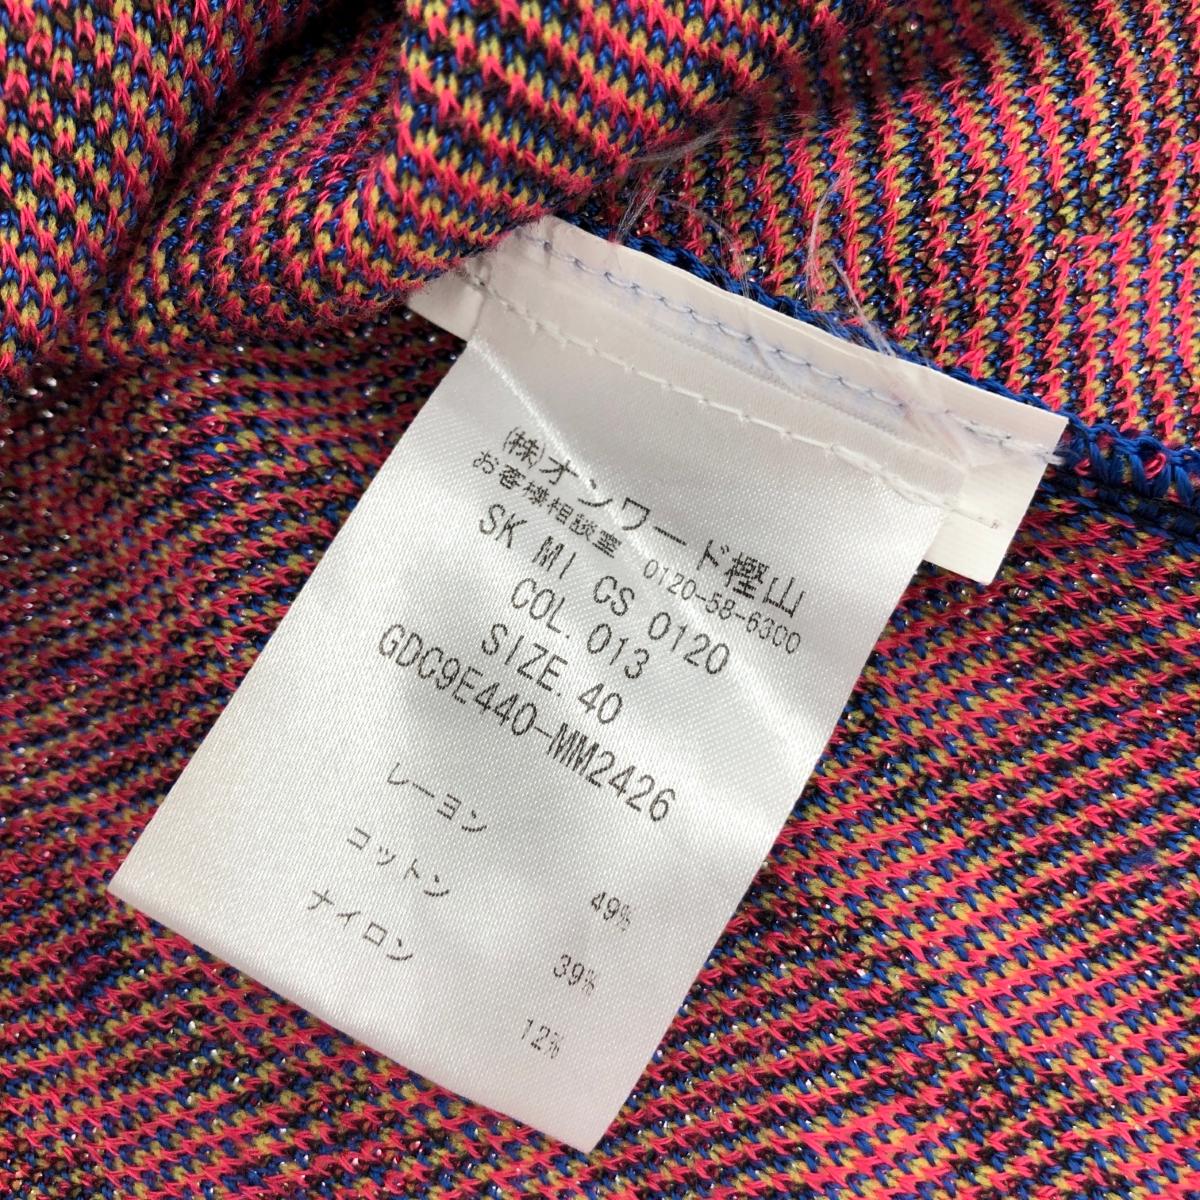 (株)オンワード樫山
お客様相談室 0120-58-6300
SK MI CS 0120
COL. 013
SIZE. 40
GDC9E440-MM2426
レーヨン 49%
コットン 39%
ナイロン 12%